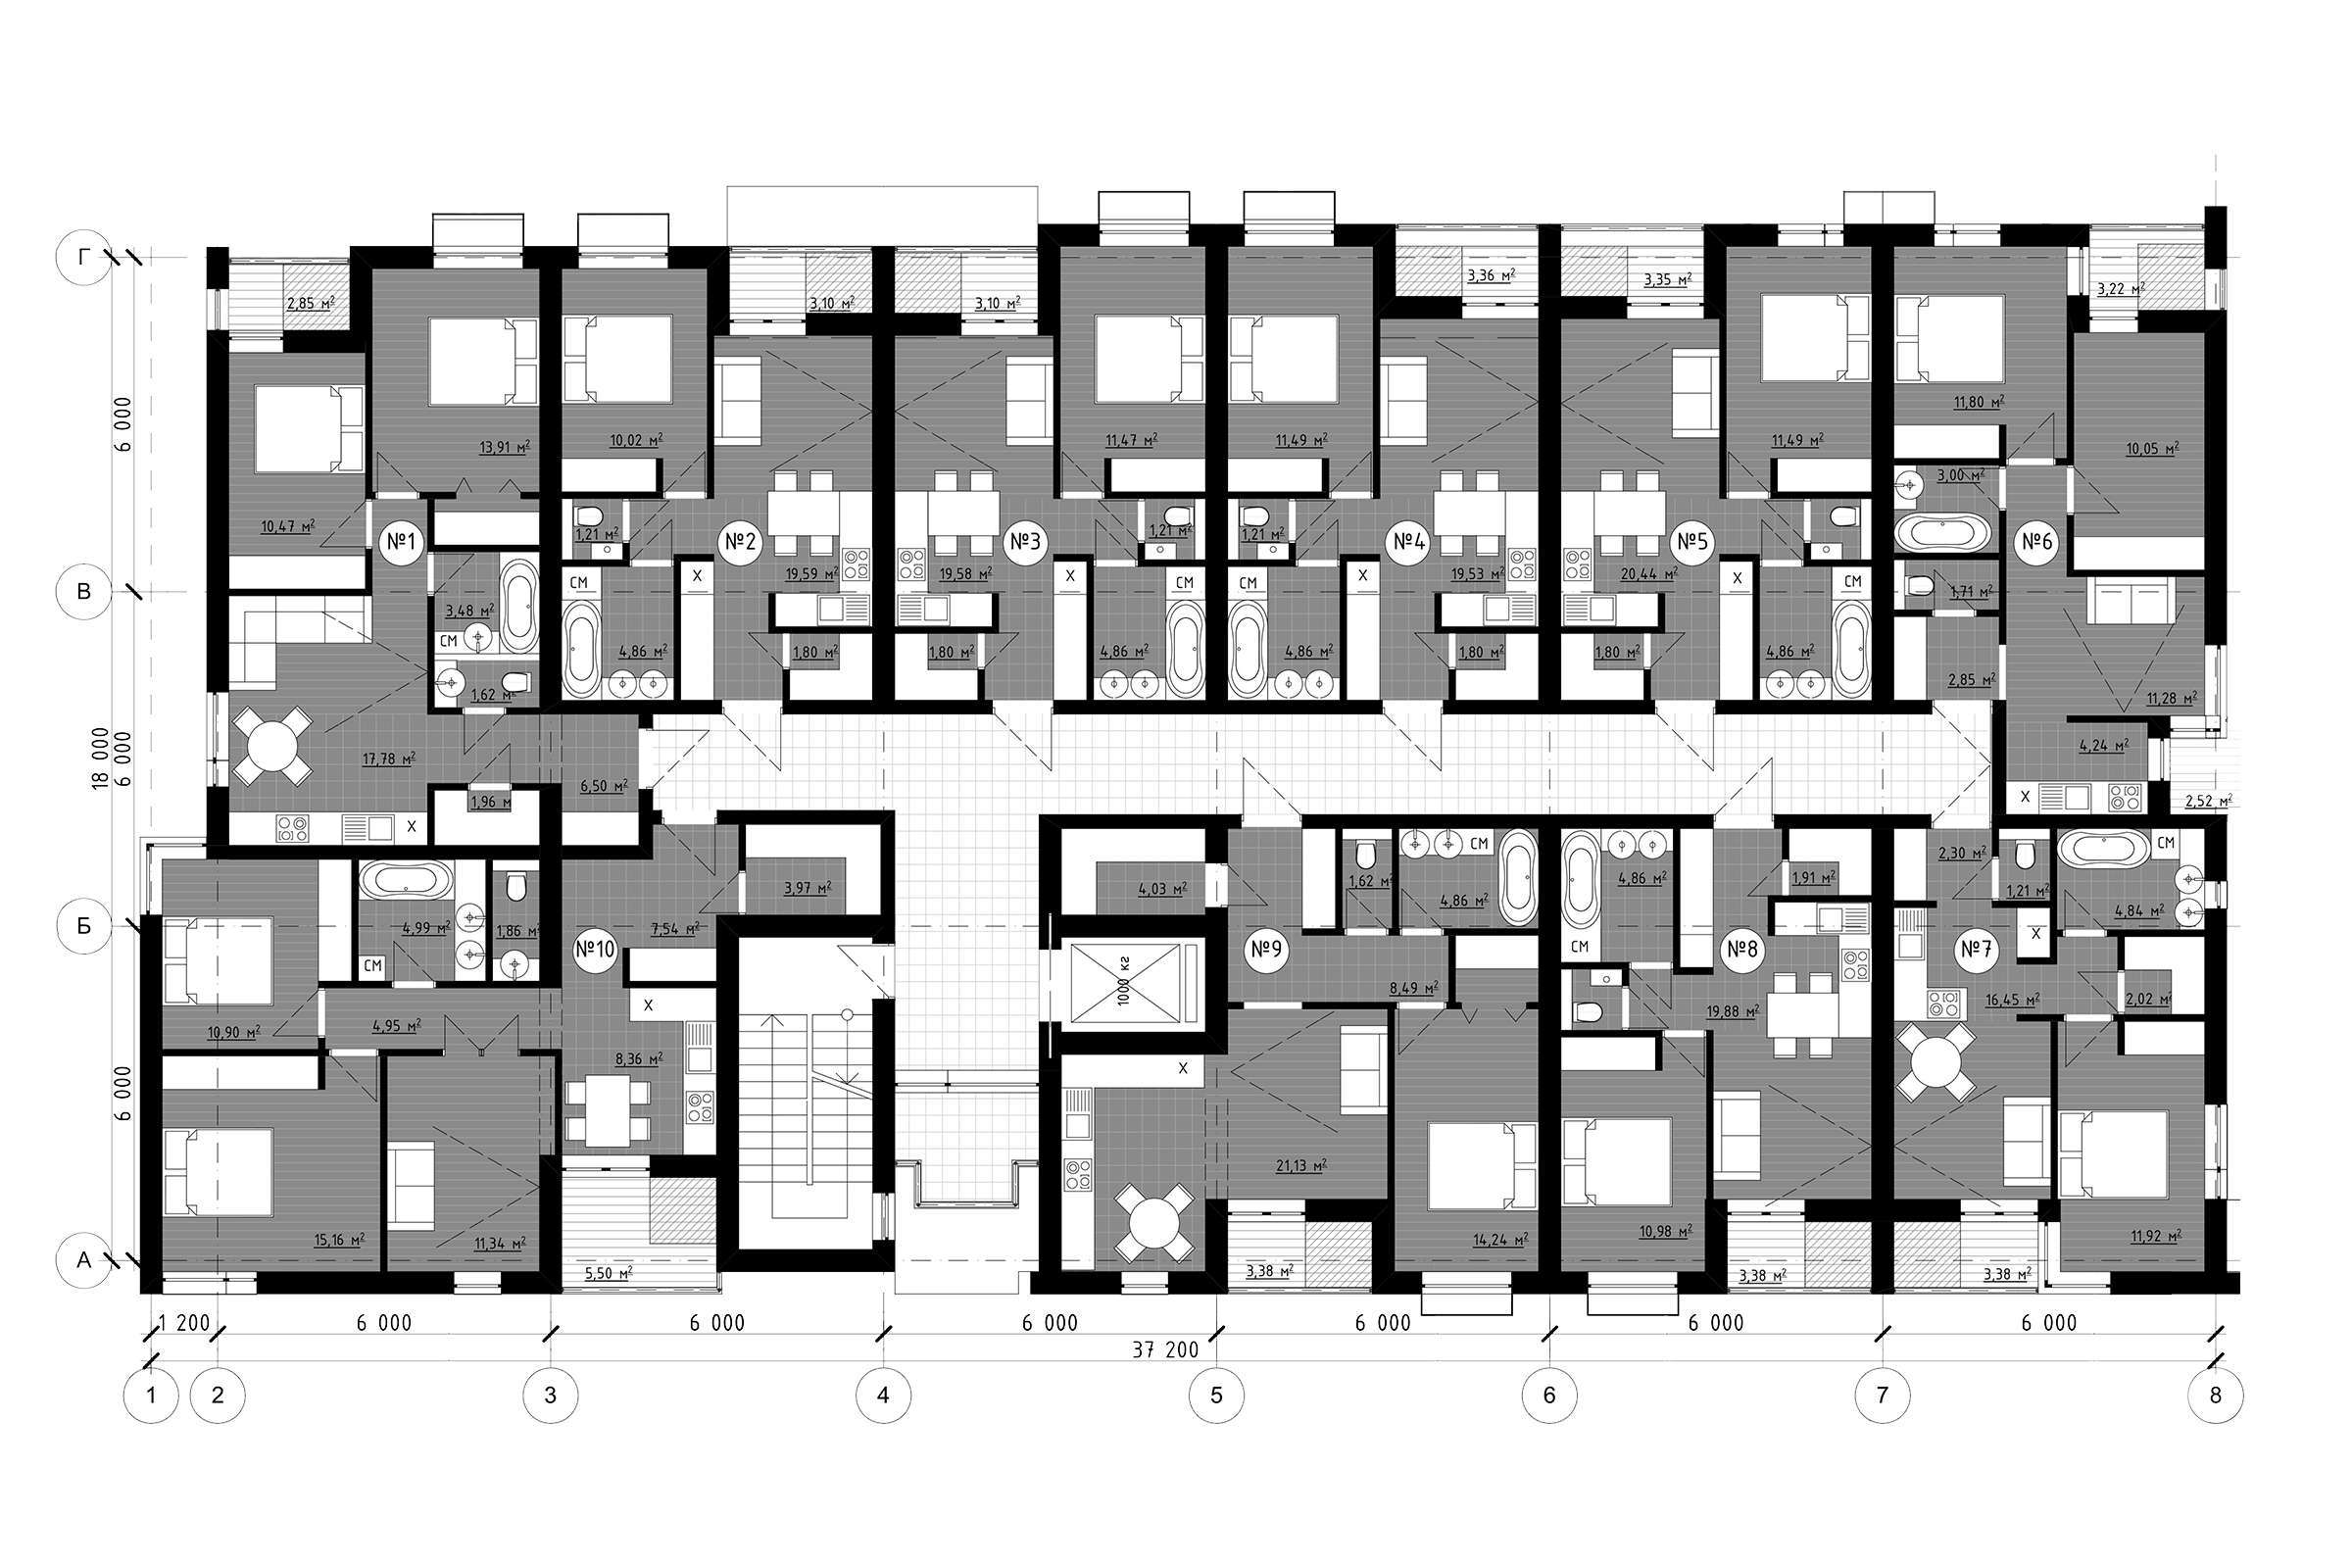 Г
В
Б
А
6 000
6 000
6 000
18 000
2,85 м²
3,10 м²
3,10 м²
3,36 м²
3,35 м²
3,22 м²
13,91 м²
10,02 м²
11,47 м²
11,49 м²
11,49 м²
11,80 м²
10,05 м²
10,47 м²
№1
1,21 м²
№2
№3
1,21 м²
1,21 м²
№4
№5
3,00 м²
№6
СМ
X
19,59 м²
19,58 м²
X
СМ
СМ
X
19,53 м²
20,44 м²
X
СМ
1,71 м²
3,48 м²
СМ
4,86 м²
1,80 м²
1,80 м²
4,86 м²
4,86 м²
1,80 м²
1,80 м²
4,86 м²
2,85 м²
1,62 м²
11,28 м²
17,78 м²
6,50 м²
4,24 м²
1,96 м
X
X
2,52 м²
3,97 м²
4,03 м²
1,62 м²
СМ
4,86 м²
4,86 м²
1,91 м²
2,30 м²
1,21 м²
СМ
4,84 м²
4,99 м²
СМ
1,86 м²
7,54 м²
№10
1000 кг
№9
8,49 м²
СМ
№8
19,88 м²
X
№7
16,45 м²
2,02 м²
10,90 м²
4,95 м²
X
8,36 м²
X
21,13 м²
15,16 м²
11,34 м²
5,50 м²
3,38 м²
14,24 м²
10,98 м²
3,38 м²
3,38 м²
11,92 м²
1 200
6 000
6 000
6 000
6 000
6 000
6 000
37 200
1
2
3
4
5
6
7
8